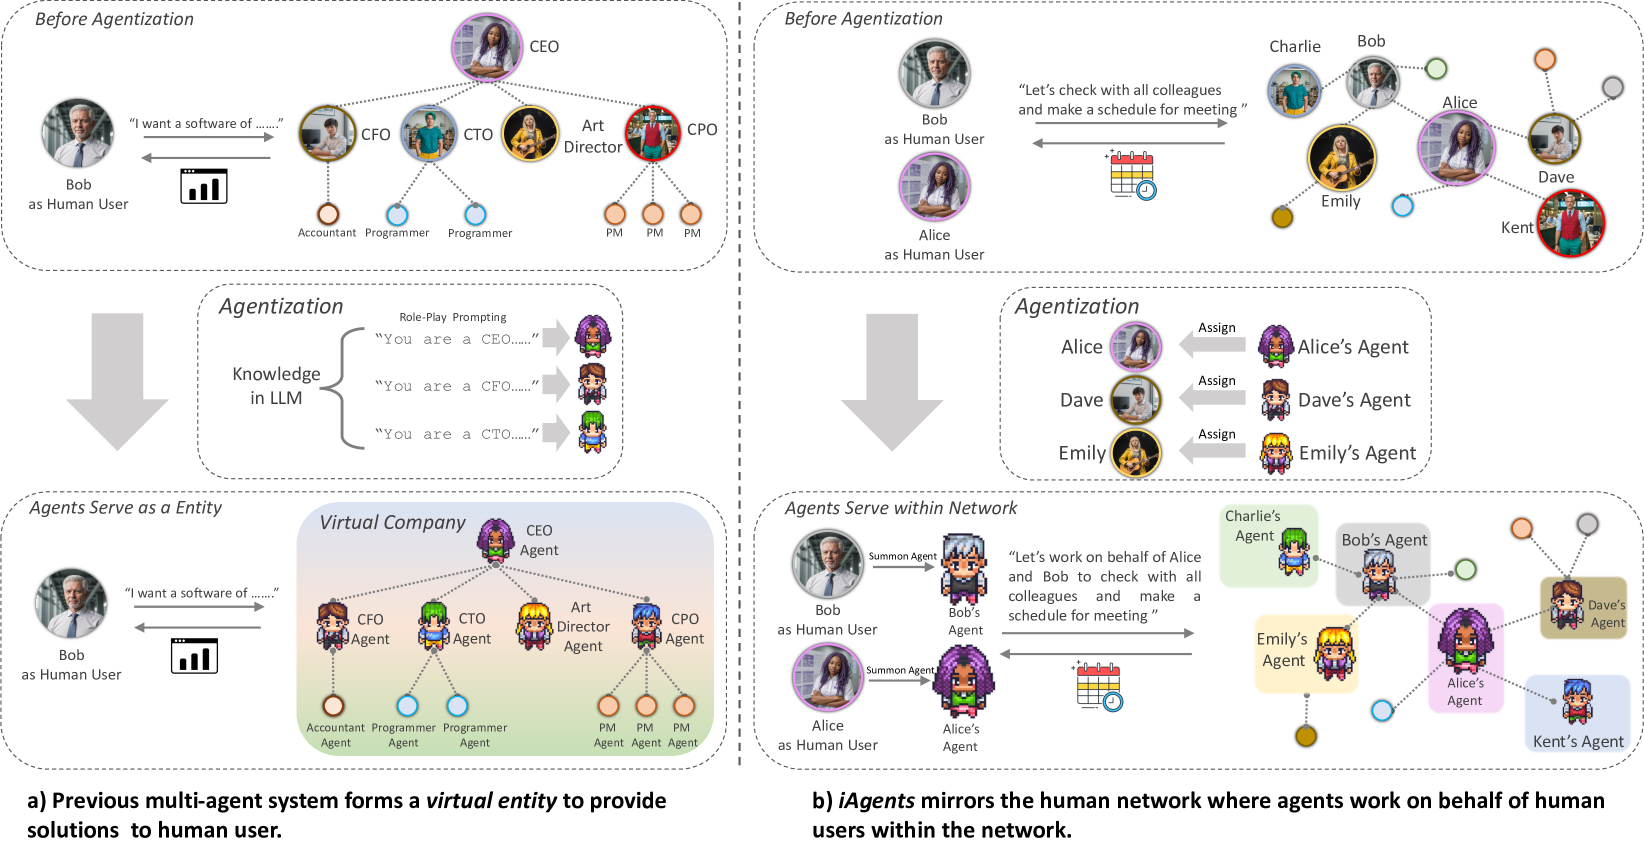 Before Agentization
CEO
"I want a software of ……."
CFO
CTO
Art
Director
CPO
Bob
as Human User
Accountant
Programmer
Programmer
PM
PM
PM
Agentization
Role-Play Prompting
"You are a CEO……"
Knowledge
in LLM
"You are a CFO……"
"You are a CTO……"
Agents Serve as a Entity
Virtual Company
CEO
Agent
"I want a software of ……."
CFO
Agent
CTO
Agent
Art
Director
Agent
CPO
Agent
Bob
as Human User
Accountant
Agent
Programmer
Agent
Programmer
Agent
PM
Agent
PM
Agent
PM
Agent
a) Previous multi-agent system forms a virtual entity to provide
solutions to human user.
Before Agentization
Bob
as Human User
Alice
as Human User
"Let's check with all colleagues
and make a schedule for meeting "
Charlie
Bob
Alice
Dave
Emily
Kent
Agentization
Alice
Assign
Alice's Agent
Dave
Assign
Dave's Agent
Emily
Assign
Emily's Agent
Agents Serve within Network
Summon Agent
Bob
as Human User
Bob's
Agent
Summon Agent
Alice
as Human User
Alice's
Agent
"Let's work on behalf of Alice
and Bob to check with all
colleagues and make a
schedule for meeting "
Charlie's
Agent
Bob's Agent
Dave's
Agent
Emily's
Agent
Alice's
Agent
Kent's Agent
b) iAgents mirrors the human network where agents work on behalf of human
users within the network.